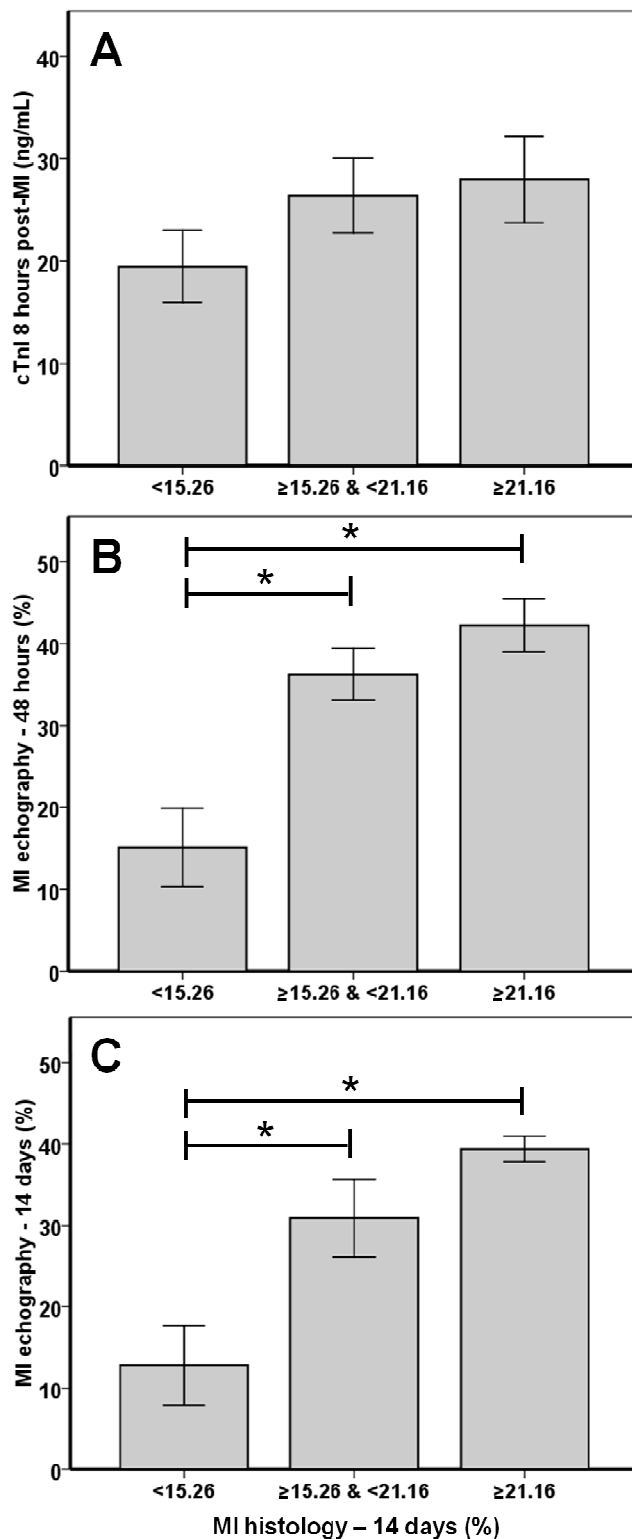 A
cTnI 8 hours post-MI (ng/mL)
40
30
20
10
0
<15.26
≥15.26 & <21.16
≥21.16
B
*
*
MI echography - 48 hours (%)
50
40
30
20
10
0
<15.26
≥15.26 & <21.16
≥21.16
C
*
*
MI echography - 14 days (%)
50
40
30
20
10
0
<15.26
≥15.26 & <21.16
≥21.16
MI histology – 14 days (%)